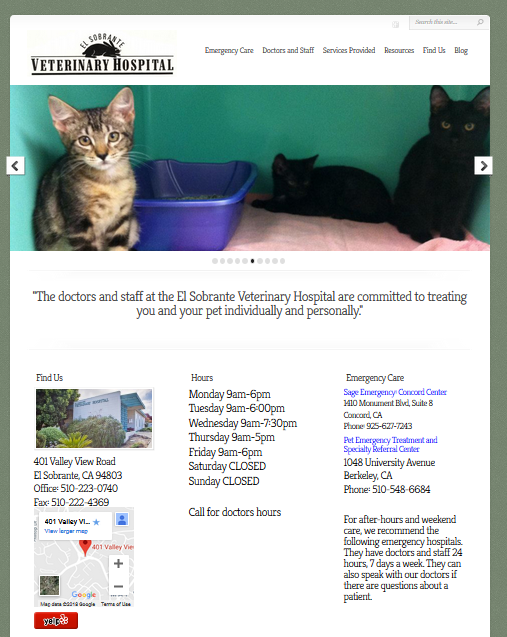 Search this site...
EL SOBRANTE
VETERINARY HOSPITAL
Emergency Care Doctors and Staff Services Provided Resources Find Us Blog
"The doctors and staff at the El Sobrante Veterinary Hospital are committed to treating
you and your pet individually and personally."
Find Us
401 Valley View Road
El Sobrante, CA 94803
Office: 510-223-0740
Fax: 510-222-4369
401 Valley Vi...
View larger map
401 Valley View
Google
Map data ©2018 Google Terms of Use
yelp
Hours
Monday 9am-6pm
Tuesday 9am-6:00pm
Wednesday 9am-7:30pm
Thursday 9am-5pm
Friday 9am-6pm
Saturday CLOSED
Sunday CLOSED
Call for doctors hours
Emergency Care
Sage Emergency: Concord Center
1410 Monument Blvd, Suite 8
Concord, CA
Phone: 925-627-7243
Pet Emergency Treatment and
Specialty Referral Center
1048 University Avenue
Berkeley, CA
Phone: 510-548-6684
For after-hours and weekend
care, we recommend the
following emergency hospitals.
They have doctors and staff 24
hours, 7 days a week. They can
also speak with our doctors if
there are questions about a
patient.